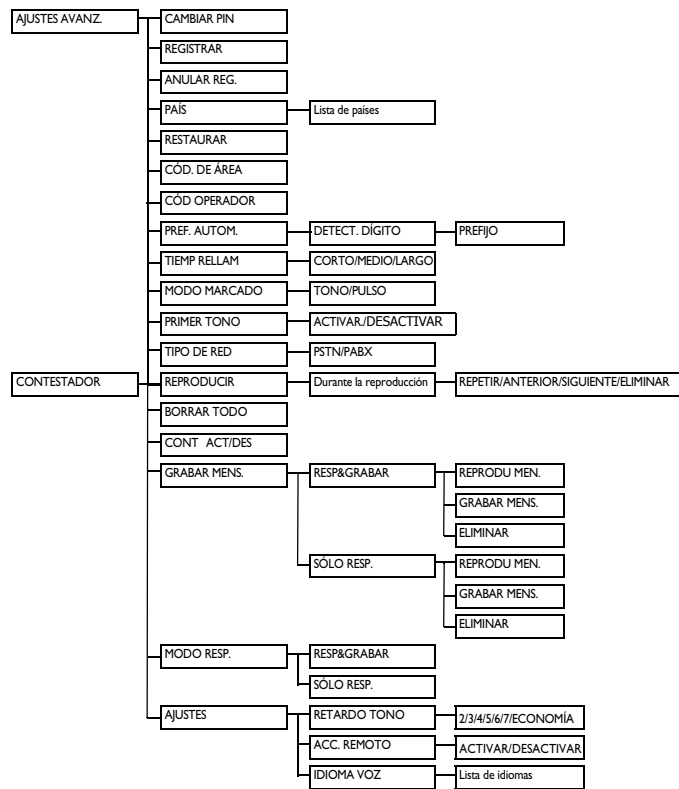 AJUSTES AVANZ. CAMBIAR PIN
REGISTRAR
ANULAR REG.
PAÍS Lista de países
RESTAURAR
CÓD. DE ÁREA
CÓD OPERADOR
PREF. AUTOM. DETECT. DÍGITO PREFIJO
TIEMP RELLAM CORTO/MEDIO/LARGO
MODO MARCADO TONO/PULSO
PRIMER TONO ACTIVAR/DESACTIVAR
TIPO DE RED PSTN/PABX
CONTESTADOR REPRODUCIR Durante la reproducción REPETIR/ANTERIOR/SIGUIENTE/ELIMINAR
BORRAR TODO
CONT ACT/DES
GRABAR MENS. RESP&GRABAR REPRODU MEN.
GRABAR MENS.
ELIMINAR
SÓLO RESP. REPRODU MEN.
GRABAR MENS.
ELIMINAR
MODO RESP. RESP&GRABAR
SÓLO RESP.
AJUSTES RETARDO TONO 2/3/4/5/6/7/ECONOMÍA
ACC. REMOTO ACTIVAR/DESACTIVAR
IDIOMA VOZ Lista de idiomas